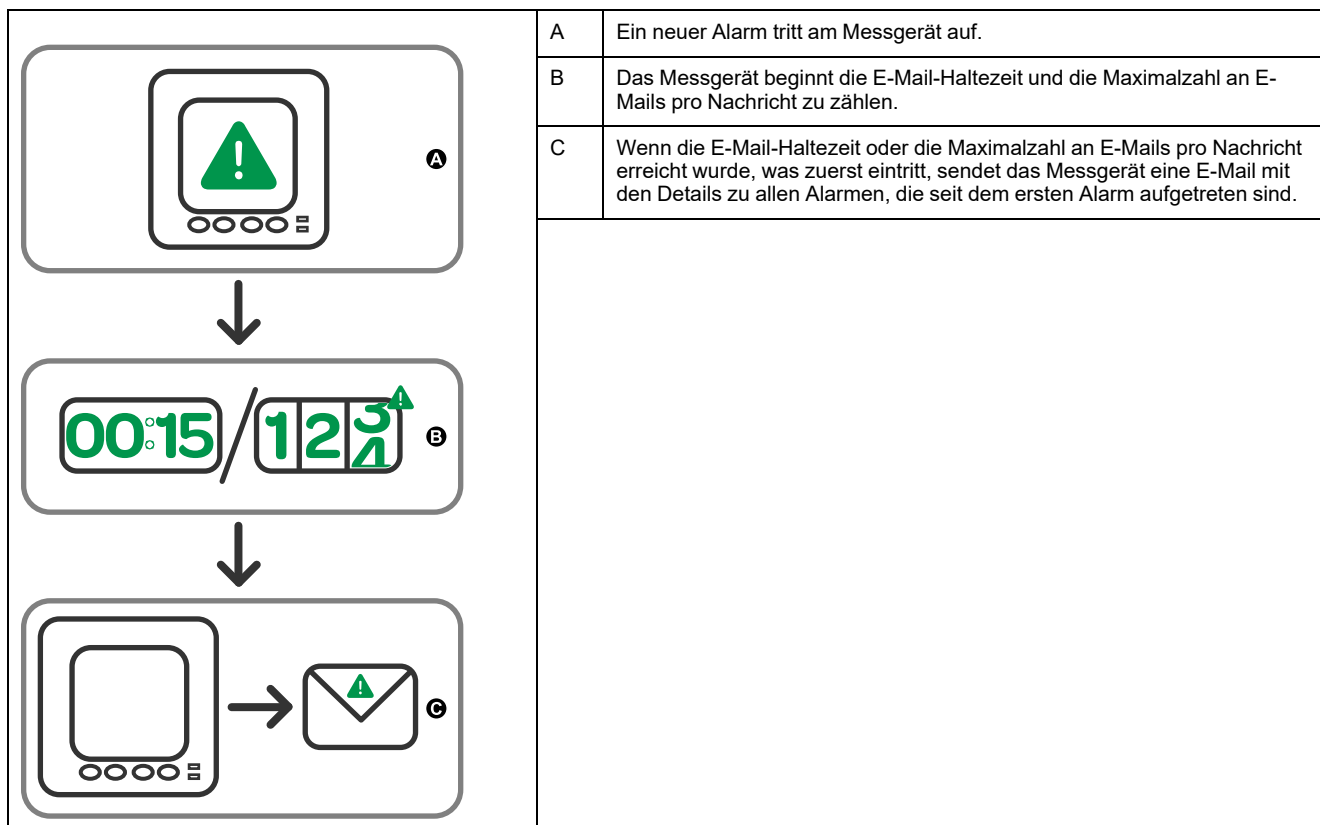 A
Ein neuer Alarm tritt am Messgerät auf.
B
Das Messgerät beginnt die E-Mail-Haltezeit und die Maximalzahl an E-
Mails pro Nachricht zu zählen.
C
Wenn die E-Mail-Haltezeit oder die Maximalzahl an E-Mails pro Nachricht
erreicht wurde, was zuerst eintritt, sendet das Messgerät eine E-Mail mit
den Details zu allen Alarmen, die seit dem ersten Alarm aufgetreten sind.
!
A
00:15/12 3 !
4
B
!
C